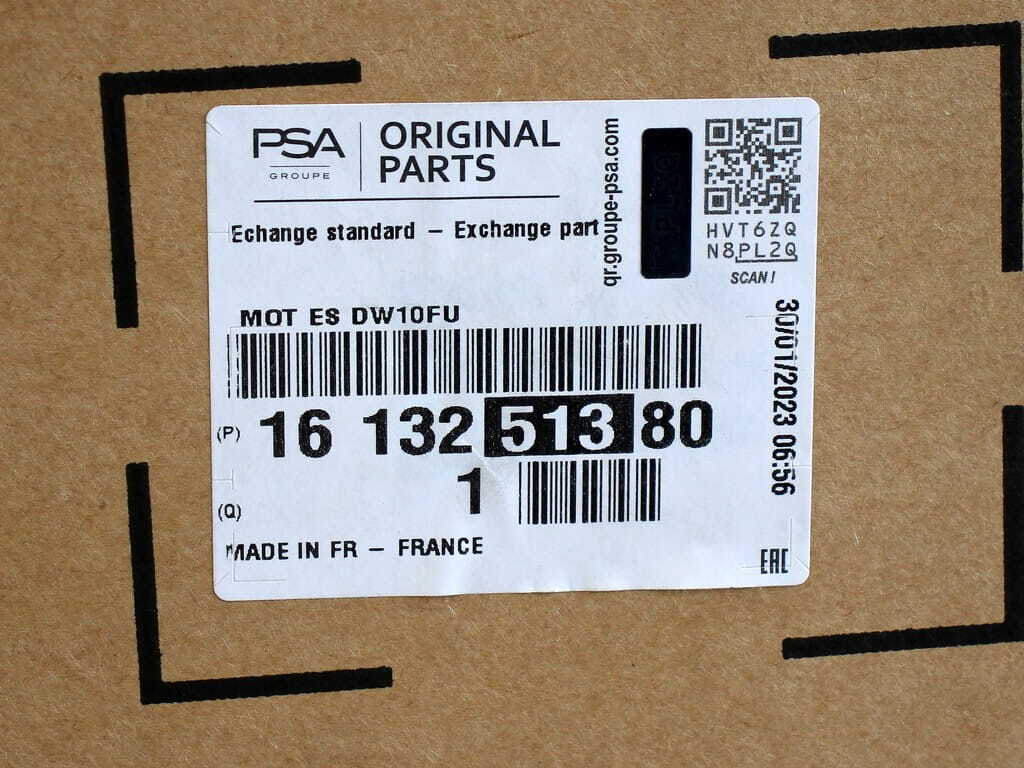 PSA
GROUPE
ORIGINAL
PARTS
Echange standard – Exchange part
qr.groupe-psa.com
HVT6ZQ
N8PL2Q
SCAN!
MOT ES DW10FU
30/01/2023 06:56
(P) 16 132 513 80
(Q) 1
MADE IN FR – FRANCE
EAC